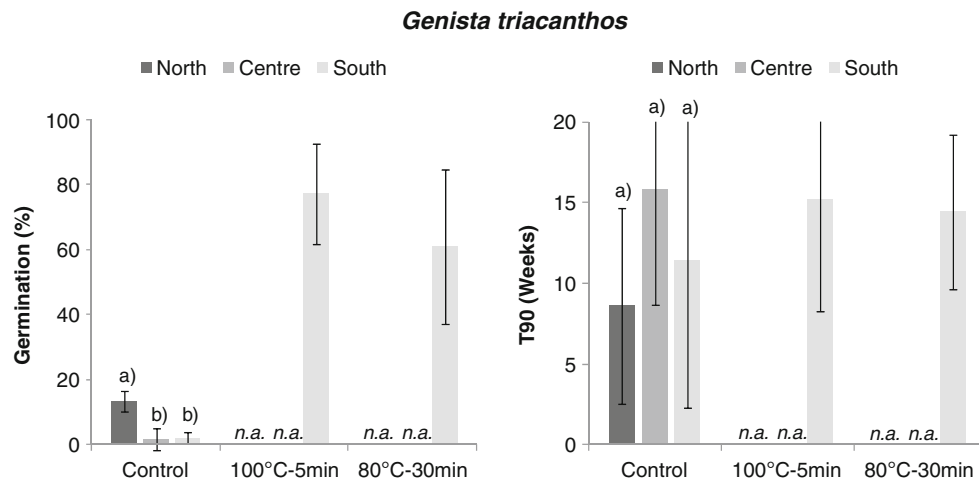 Genista triacanthos
North Centre South
Germination (%)
100
80
60
40
20
0
a)
b)
b)
n.a. n.a.
n.a. n.a.
Control
100°C-5min
80°C-30min
North Centre South
T90 (Weeks)
20
15
10
5
0
a)
a)
a)
n.a. n.a.
n.a. n.a.
Control
100°C-5min
80°C-30min